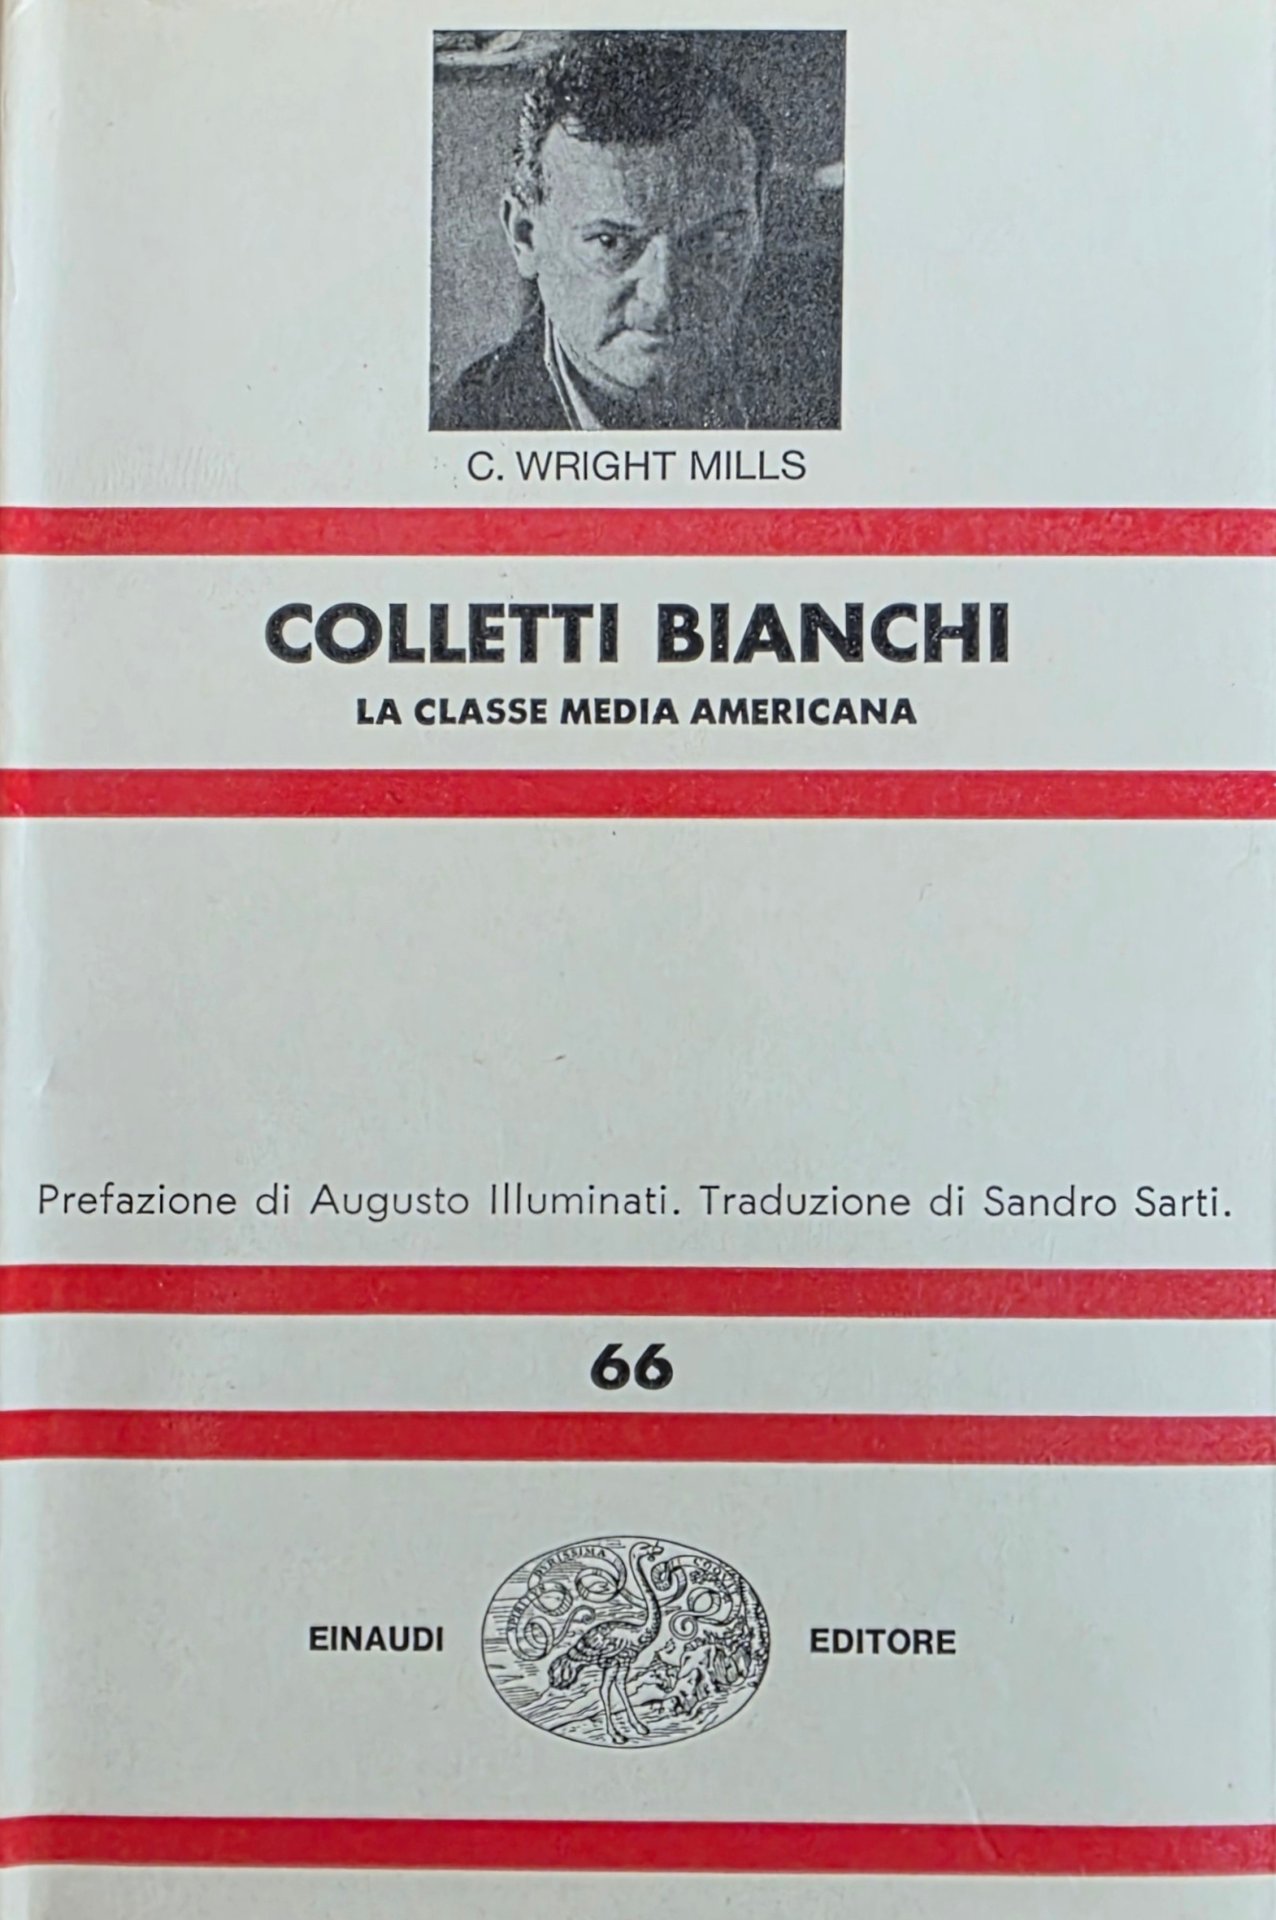 C. WRIGHT MILLS
COLLETTI BIANCHI
LA CLASSE MEDIA AMERICANA
Prefazione di Augusto Illuminati. Traduzione di Sandro Sarti.
66
EINAUDI
DVRISSIMA
EDITORE